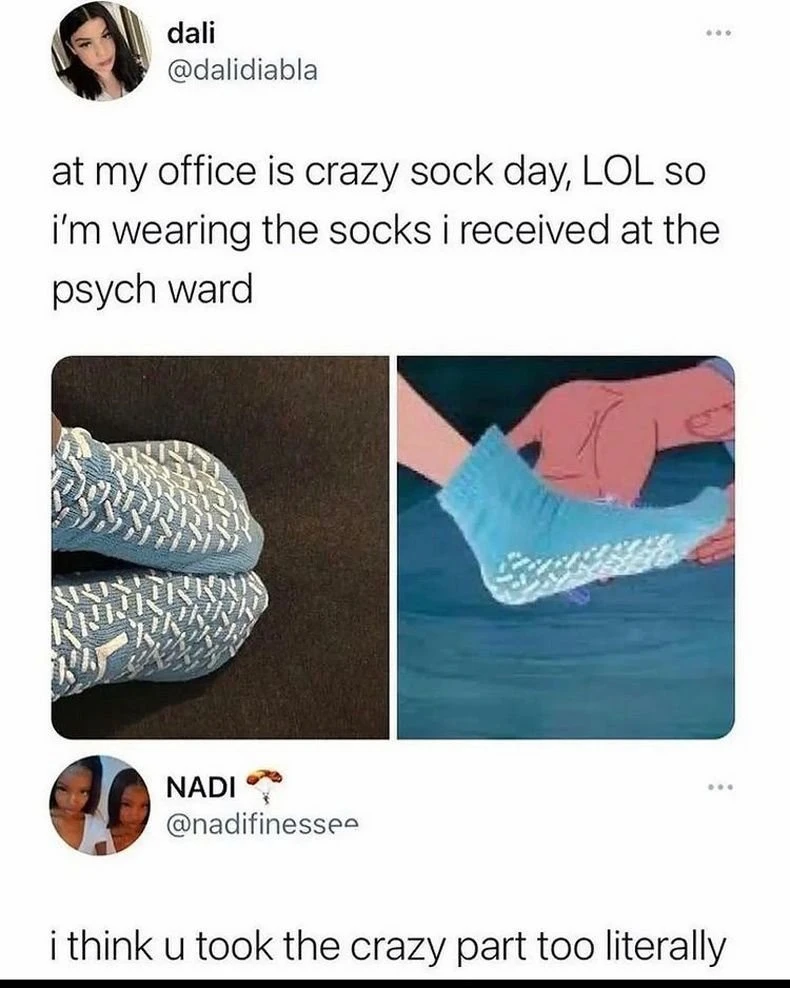 dali
@dalidiabla
at my office is crazy sock day, LOL so
i'm wearing the socks i received at the
psych ward
NADI
@nadifinessee
i think u took the crazy part too literally